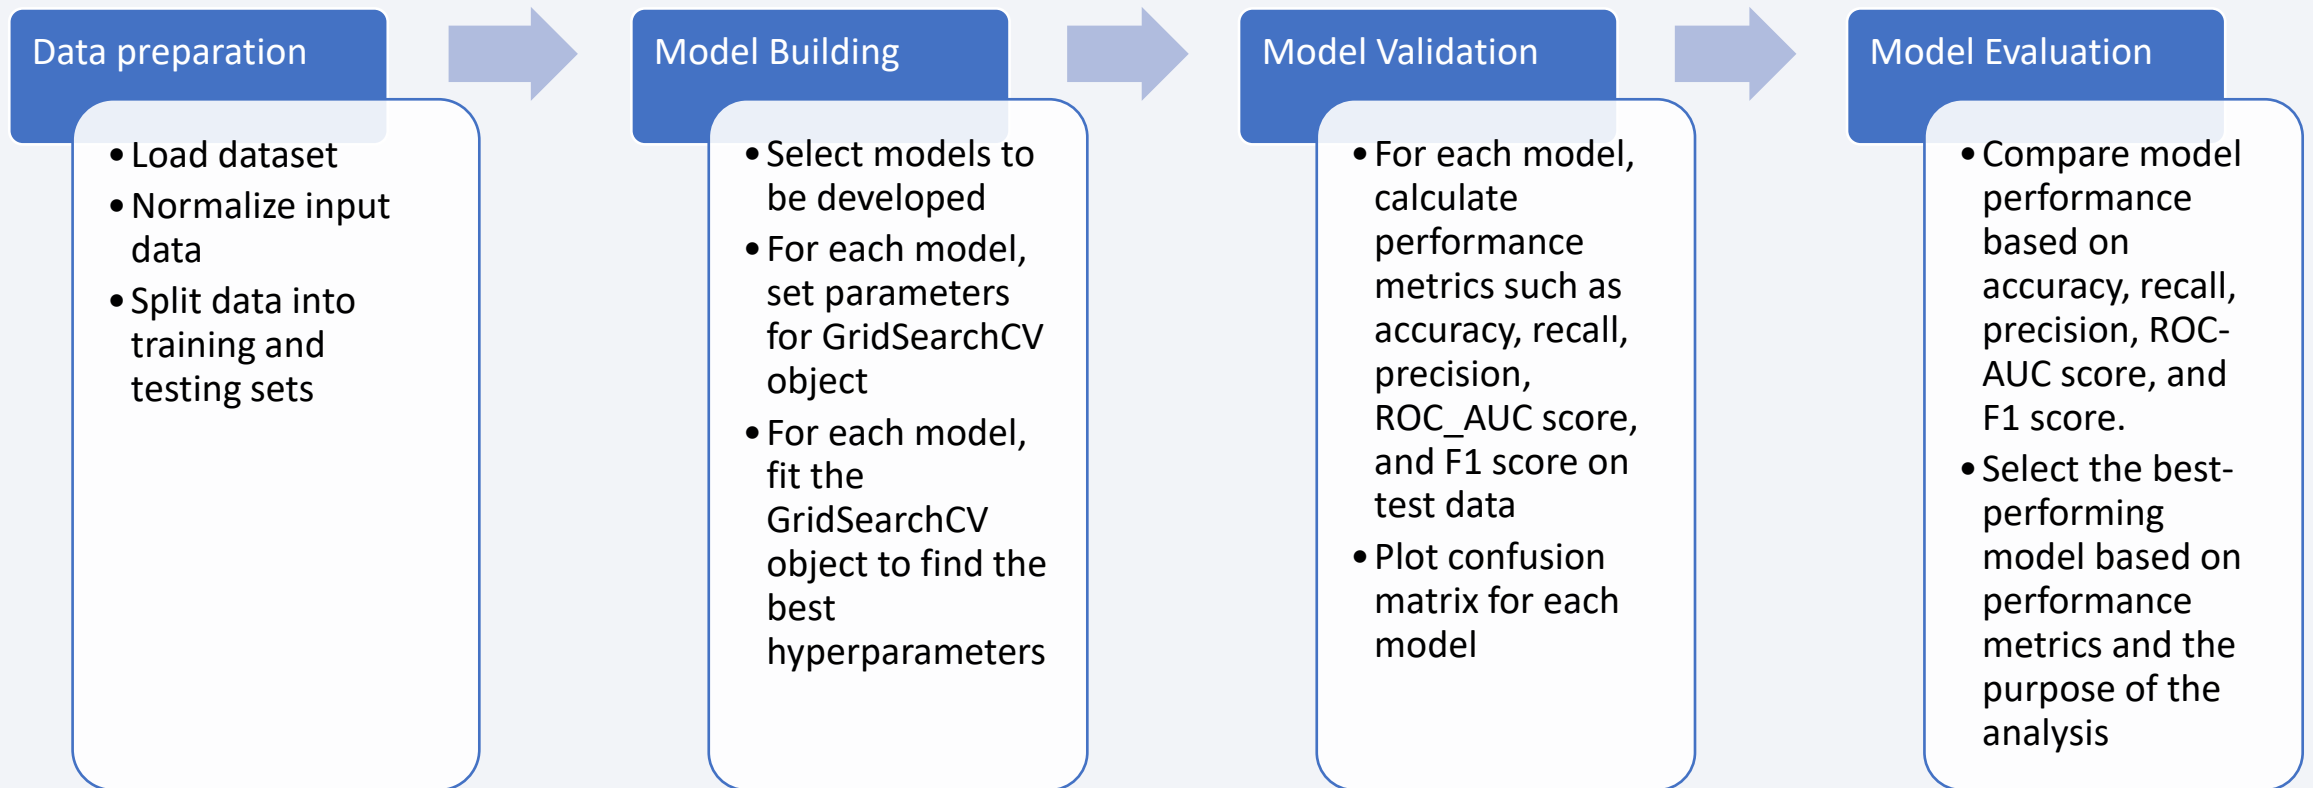 Data preparation
• Load dataset
• Normalize input
data
• Split data into
training and
testing sets
Model Building
• Select models to
be developed
• For each model,
set parameters
for GridSearchCV
object
• For each model,
fit the
GridSearchCV
object to find the
best
hyperparameters
Model Validation
• For each model,
calculate
performance
metrics such as
accuracy, recall,
precision,
ROC_AUC score,
and F1 score on
test data
• Plot confusion
matrix for each
model
Model Evaluation
• Compare model
performance
based on
accuracy, recall,
precision, ROC-
AUC score, and
F1 score.
• Select the best-
performing
model based on
performance
metrics and the
purpose of the
analysis